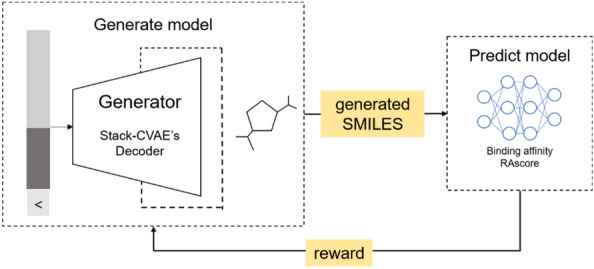 Generate model
Generator
Stack-CVAE's
Decoder
<
generated
SMILES
Predict model
Binding affinity
RAscore
reward